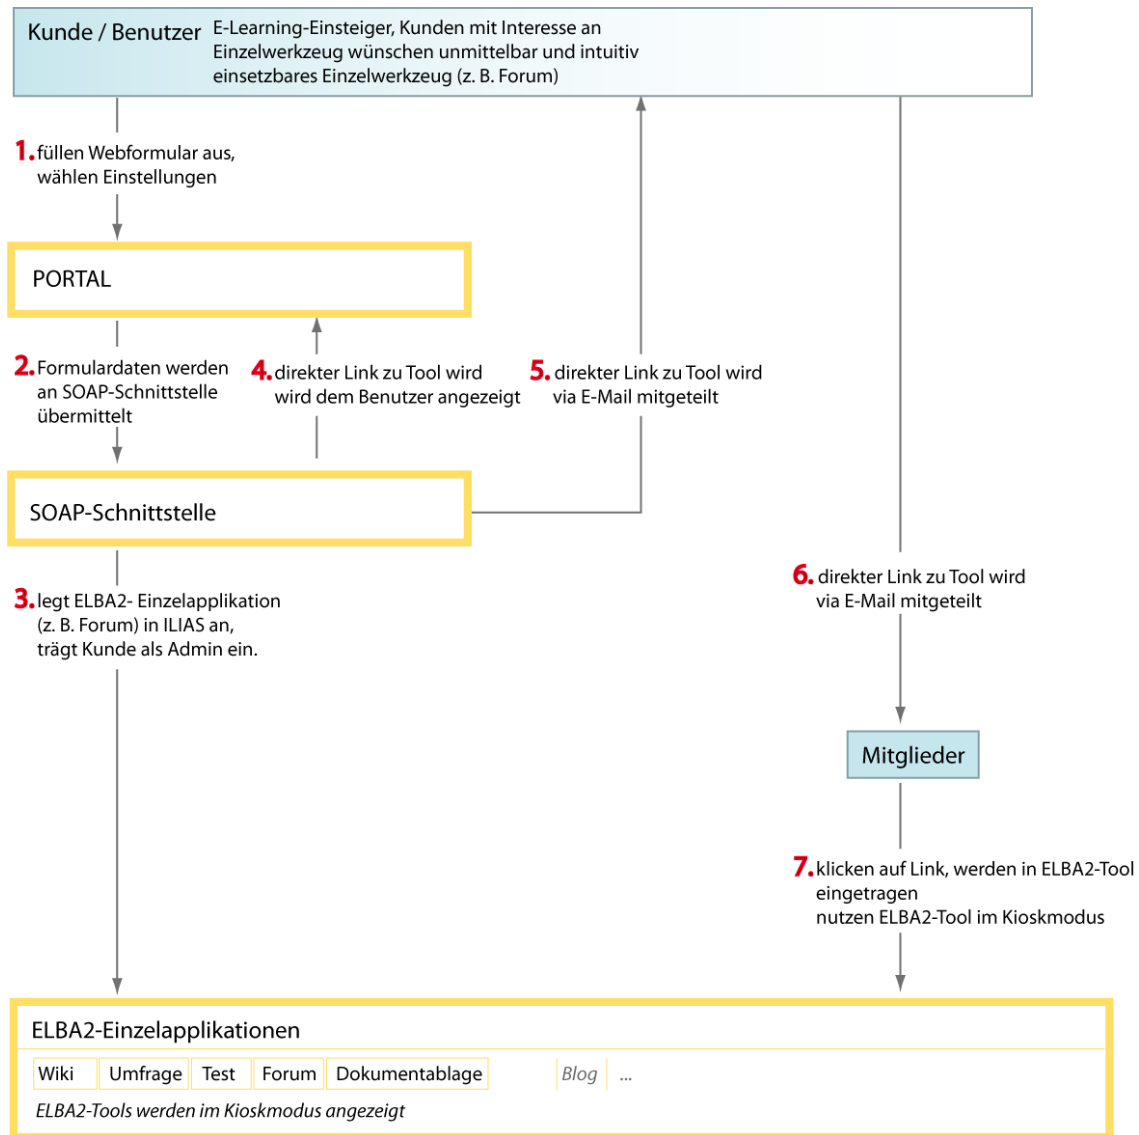 Kunde / Benutzer
E-Learning-Einsteiger, Kunden mit Interesse an
Einzelwerkzeug wünschen unmittelbar und intuitiv
einsetzbares Einzelwerkzeug (z. B. Forum)
1. füllen Webformular aus,
wählen Einstellungen
PORTAL
2. Formulardaten werden
an SOAP-Schnittstelle
übermittelt
4. direkter Link zu Tool wird
wird dem Benutzer angezeigt
5. direkter Link zu Tool wird
via E-Mail mitgeteilt
SOAP-Schnittstelle
3. legt ELBA2- Einzelapplikation
(z. B. Forum) in ILIAS an,
trägt Kunde als Admin ein.
6. direkter Link zu Tool wird
via E-Mail mitgeteilt
Mitglieder
7. klicken auf Link, werden in ELBA2-Tool
eingetragen
nutzen ELBA2-Tool im Kioskmodus
ELBA2-Einzelapplikationen
Wiki Umfrage Test Forum Dokumentablage Blog ...
ELBA2-Tools werden im Kioskmodus angezeigt